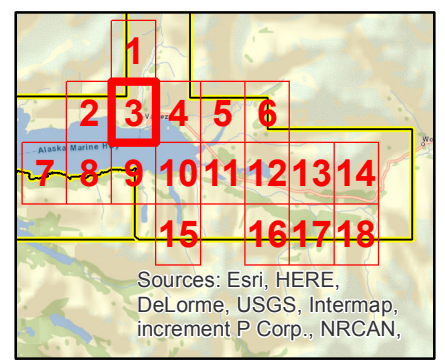 1
2 3 4 5 6
Alaska Marine Hwy
7 8 9 10 11 12 13 14
15 16 17 18
Sources: Esri, HERE,
DeLorme, USGS, Intermap,
increment P Corp., NRCAN,